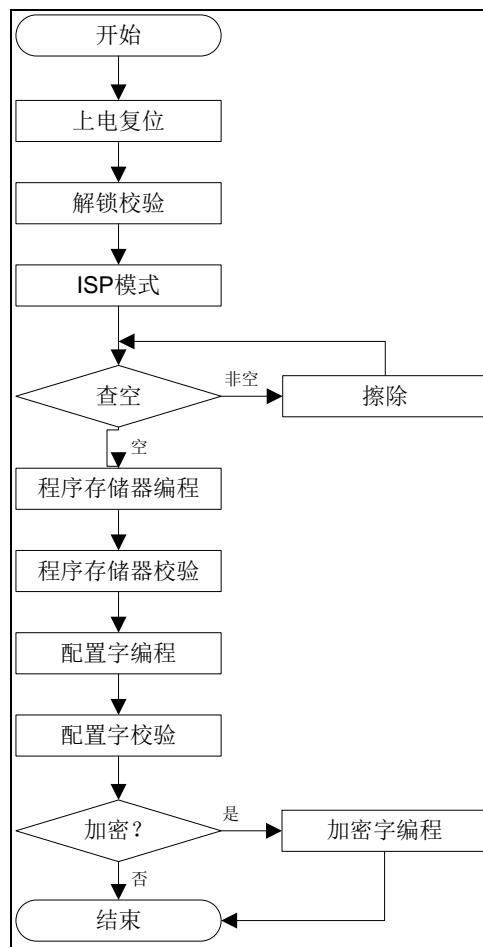 开始
上电复位
解锁校验
ISP模式
查空
非空
擦除
空
程序存储器编程
程序存储器校验
配置字编程
配置字校验
加密？
是
加密字编程
否
结束